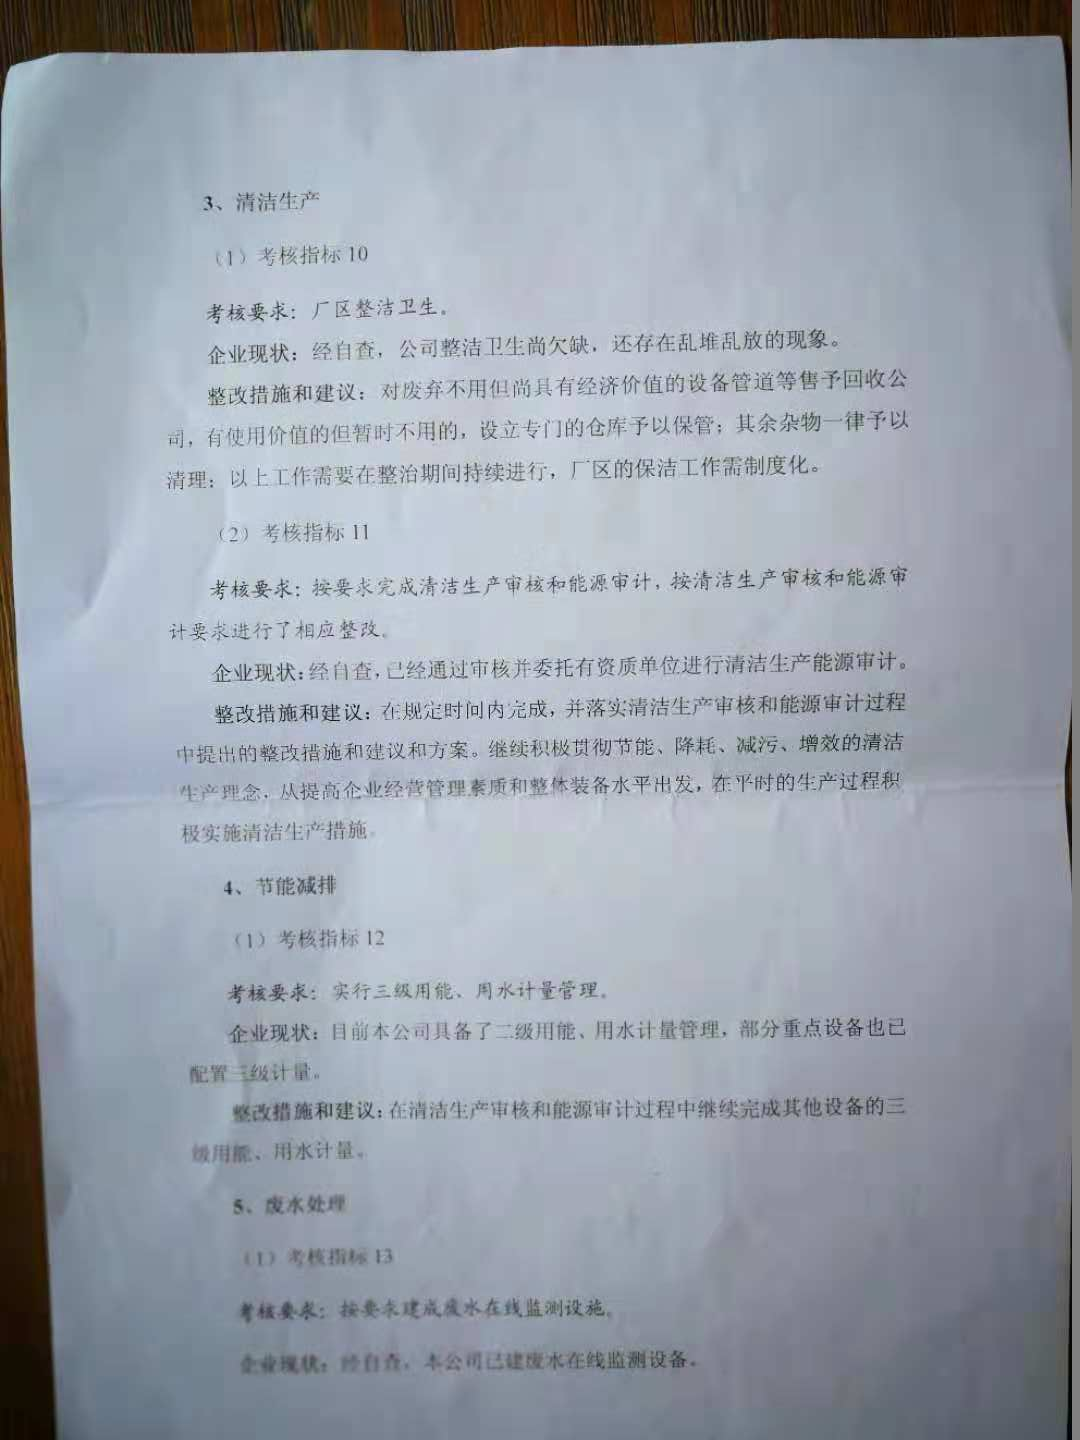 3、清洁生产
（1）考核指标 10
考核要求：厂区整洁卫生。
企业现状：经自查，公司整洁卫生尚欠缺，还存在乱堆乱放的现象。
整改措施和建议：对废弃不用但尚具有经济价值的设备管道等售予回收公
司，有使用价值的但暂时不用的，设立专门的仓库予以保管；其余杂物一律予以
清理；以上工作需要在整治期间持续进行，厂区的保洁工作需制度化。
（2）考核指标 11
考核要求：按要求完成清洁生产审核和能源审计，按清洁生产审核和能源审
计要求进行了相应整改。
企业现状：经自查，已经通过审核并委托有资质单位进行清洁生产能源审计。
整改措施和建议：在规定时间内完成，并落实清洁生产审核和能源审计过程
中提出的整改措施和建议和方案。继续积极贯彻节能、降耗、减污、增效的清洁
生产理念，从提高企业经营管理素质和整体装备水平出发，在平时的生产过程积
极实施清洁生产措施。
4、节能减排
（1）考核指标 12
考核要求：实行三级用能、用水计量管理。
企业现状：目前本公司具备了二级用能、用水计量管理，部分重点设备也已
配置三级计量。
整改措施和建议：在清洁生产审核和能源审计过程中继续完成其他设备的三
级用能、用水计量。
5、废水处理
（1）考核指标 13
考核要求：按要求建成废水在线监测设施。
企业现状：经自查，本公司已建废水在线监测设备。